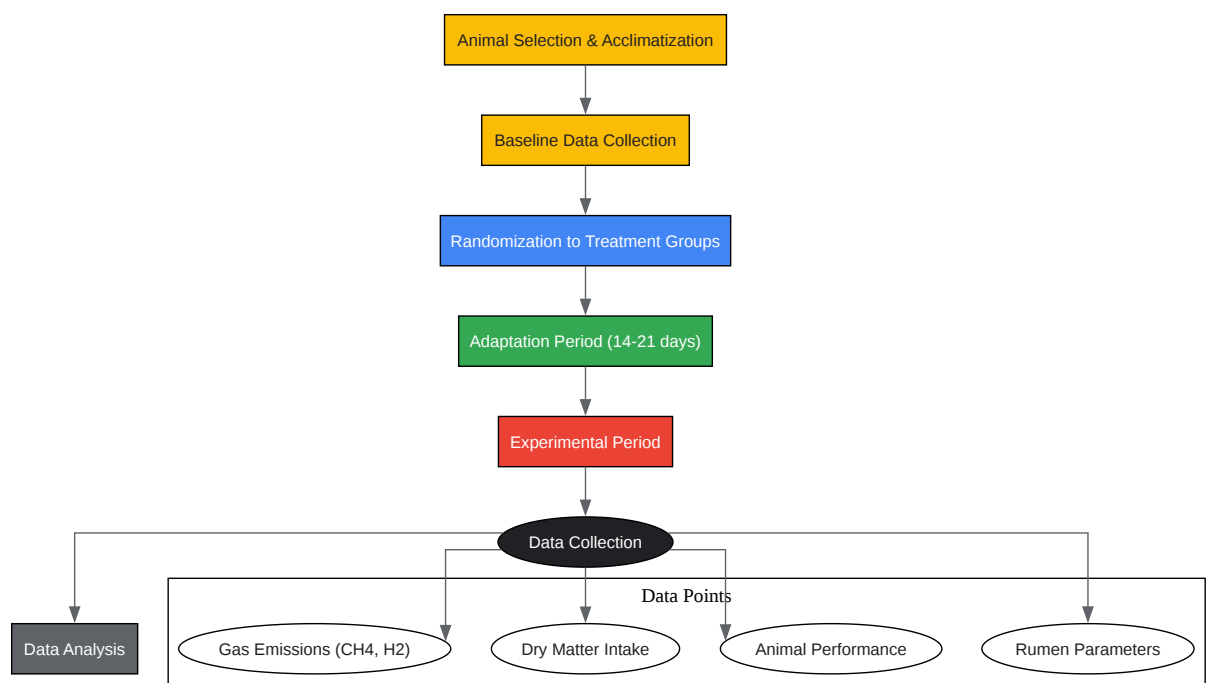 Animal Selection & Acclimatization
Baseline Data Collection
Randomization to Treatment Groups
Adaptation Period (14-21 days)
Experimental Period
Data Collection
Data Points
Data Analysis
Gas Emissions (CH4, H2)
Dry Matter Intake
Animal Performance
Rumen Parameters